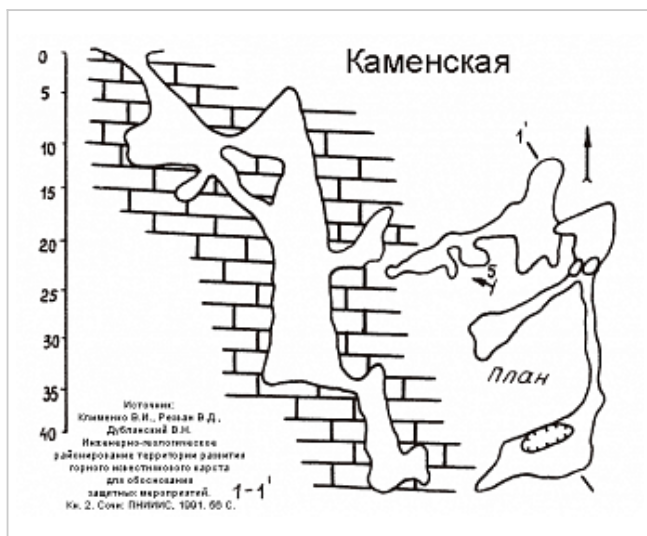 Каменская
0
5
10
15
20
25
30
35
40
1'
5
план
Источник:
Клименко В.И., Резван В.Д.,
Дублянский В.Н.
Инженерно-геологическое
районирование территории развития
горного известнякового карста
для обоснования
защитных мероприятий.
Кн. 2. Сочи: ПНИИИС, 1991. 66 С.
1-1'